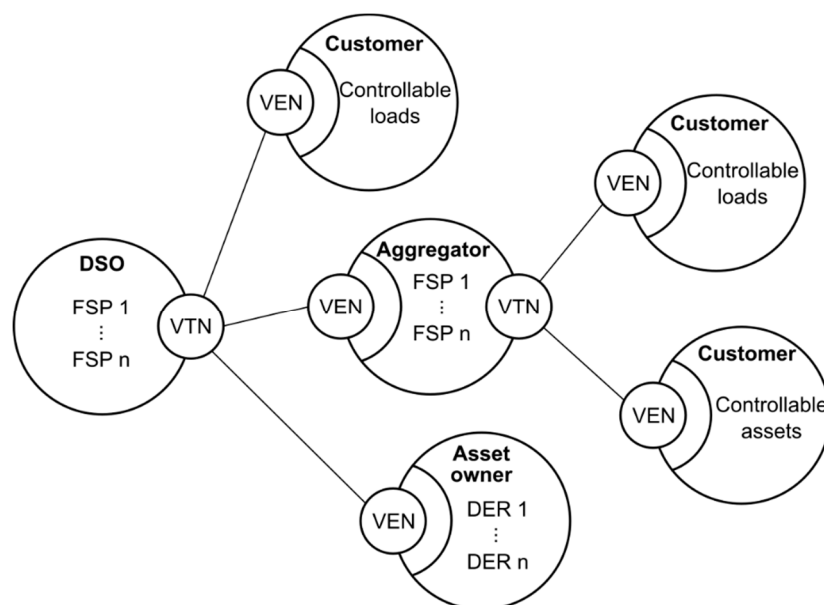 Customer
Controllable
loads
VEN
DSO
FSP 1
⋮
FSP n
VTN
Aggregator
FSP 1
⋮
FSP n
VEN
VTN
Asset
owner
DER 1
⋮
DER n
VEN
Customer
Controllable
loads
VEN
Customer
Controllable
assets
VEN